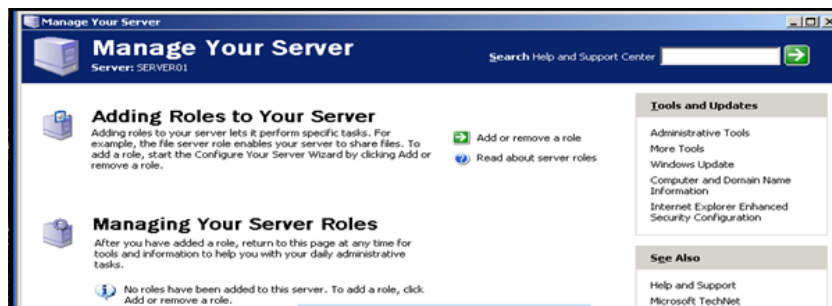 Manage Your Server
Manage Your Server
Server: SERVER01
Search Help and Support Center
Adding Roles to Your Server
Adding roles to your server lets it perform specific tasks. For
example, the file server role enables your server to share files. To
add a role, start the Configure Your Server Wizard by clicking Add or
remove a role.
Add or remove a role
Read about server roles
Managing Your Server Roles
After you have added a role, return to this page at any time for
tools and information to help you with your daily administrative
tasks.
No roles have been added to this server. To add a role, click
Add or remove a role.
Tools and Updates
Administrative Tools
More Tools
Windows Update
Computer and Domain Name
Information
Internet Explorer Enhanced
Security Configuration
See Also
Help and Support
Microsoft TechNet